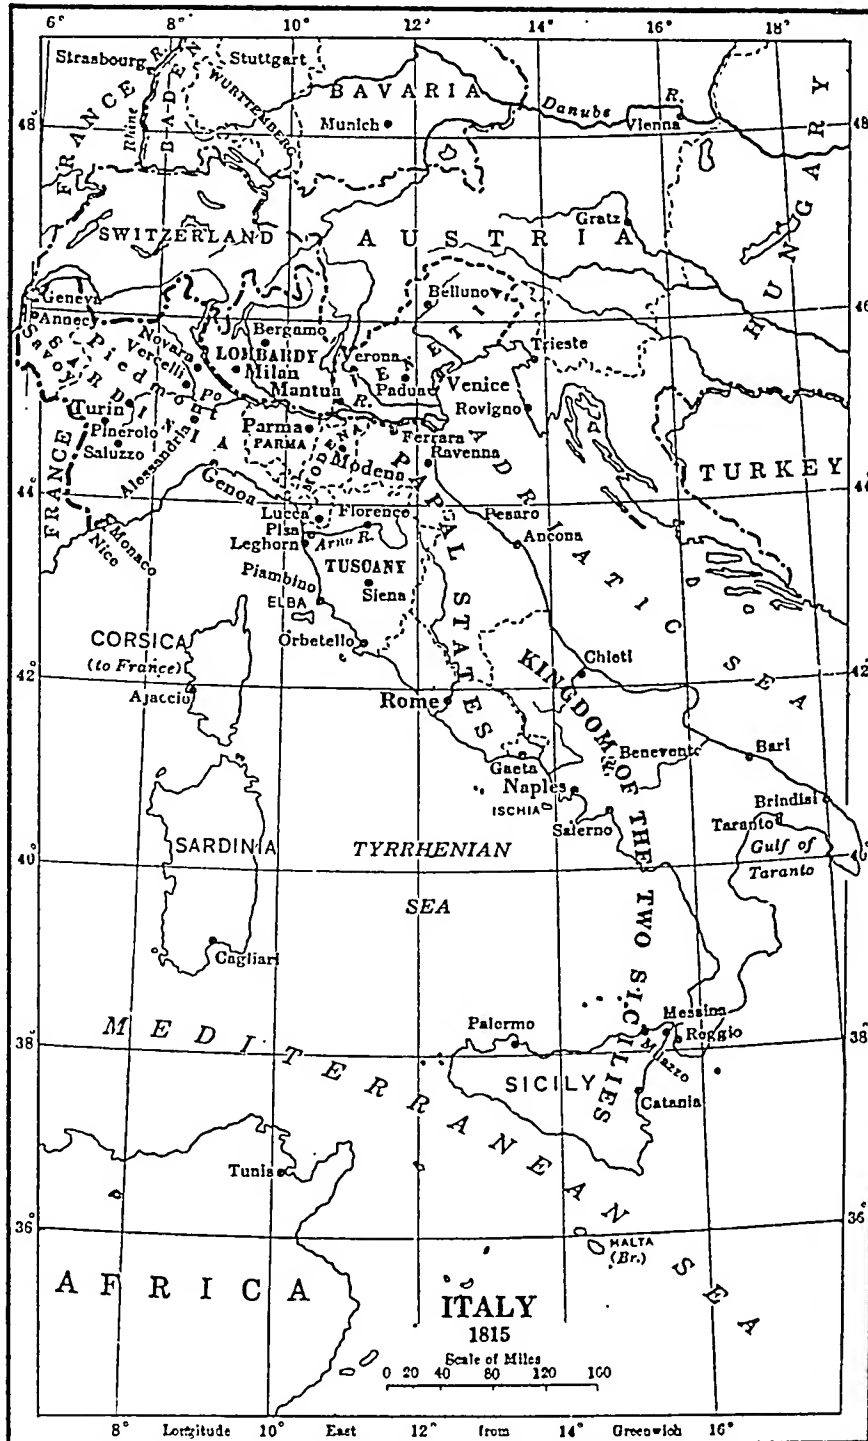 6° 8° 10° 12° 14° 16° 18°
Strasbourg
R.
Stuttgart
FRANCE
Rhine
BADEN
WURTTEMBERG
BAVARIA
Munich
Danube
R.
Vienna
48°
48°
HUNGARY
SWITZERLAND
AUSTRIA
Gratz
46°
46°
Geneva
Annecy
Savoy
SARDINIA
Piedmont
Novara
Vercelli
Turin
Pinerolo
Saluzzo
Alessandria
Po
R.
Bergamo
LOMBARDY
Milan
Mantua
Belluno
VENETIA
Verona
Padua
Venice
Trieste
Rovigno
Parma
PARMA
MODENA
Modena
Ferrara
Ravenna
TURKEY
44°
44°
FRANCE
Genoa
Monaco
Nice
Lucca
Pisa
Leghorn
Florence
Arno R.
TUSCANY
Siena
Piambino
ELBA
Orbetello
Pesaro
Ancona
PAPAL STATES
ADRIATIC SEA
CORSICA
(to France)
Ajaccio
42°
42°
Rome
Chieti
KINGDOM OF THE TWO SICULIES
Gaeta
Naples
ISCHIA
Benevento
Salerno
Bari
Brindisi
Taranto
Gulf of
Taranto
40°
40°
SARDINIA
Cagliari
TYRRHENIAN
SEA
38°
38°
MEDITERRANEAN SEA
Palermo
Messina
Reggio
Milazzo
SICILY
Catania
Tunis
36°
36°
MALTA
(Br.)
AFRICA
ITALY
1815
Scale of Miles
0 20 40 80 120 160
8° Longitude 10° East 12° from 14° Greenwich 16°